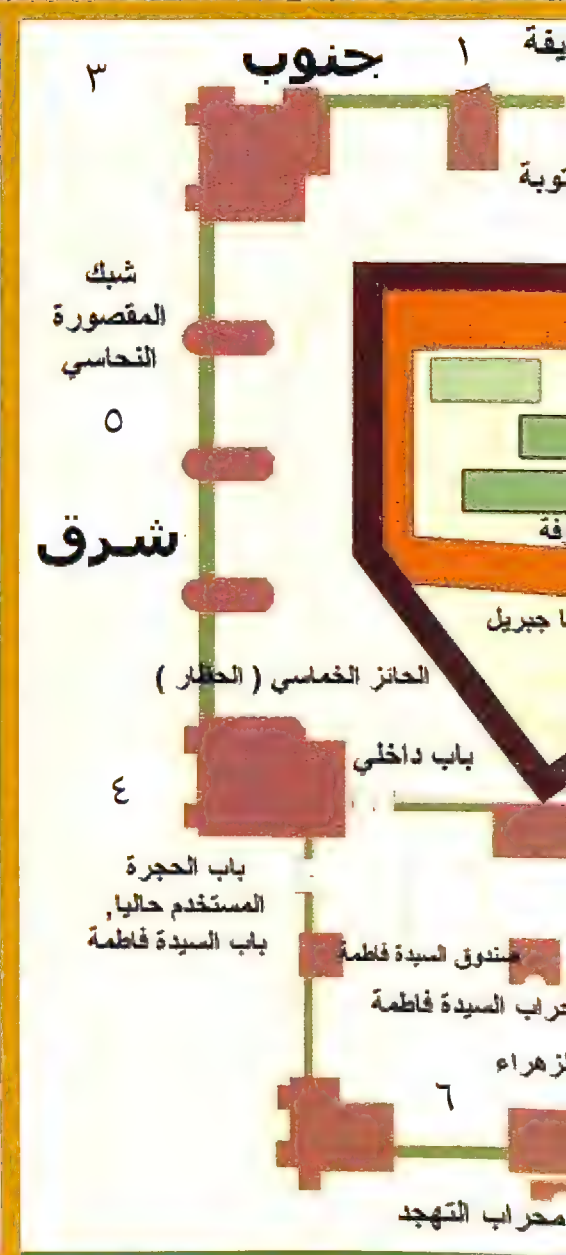 جنوب
١
يفة
٣
توبة
شبك
المقصورة
النحاسي
٥
شرق
فة
ا جبريل
الحائز الخماسي ( الحظار )
باب داخلي
٤
باب الحجرة
المستخدم حاليا,
باب السيدة فاطمة
صندوق السيدة فاطمة
حراب السيدة فاطمة
لزهراء
٦
محراب التهجد